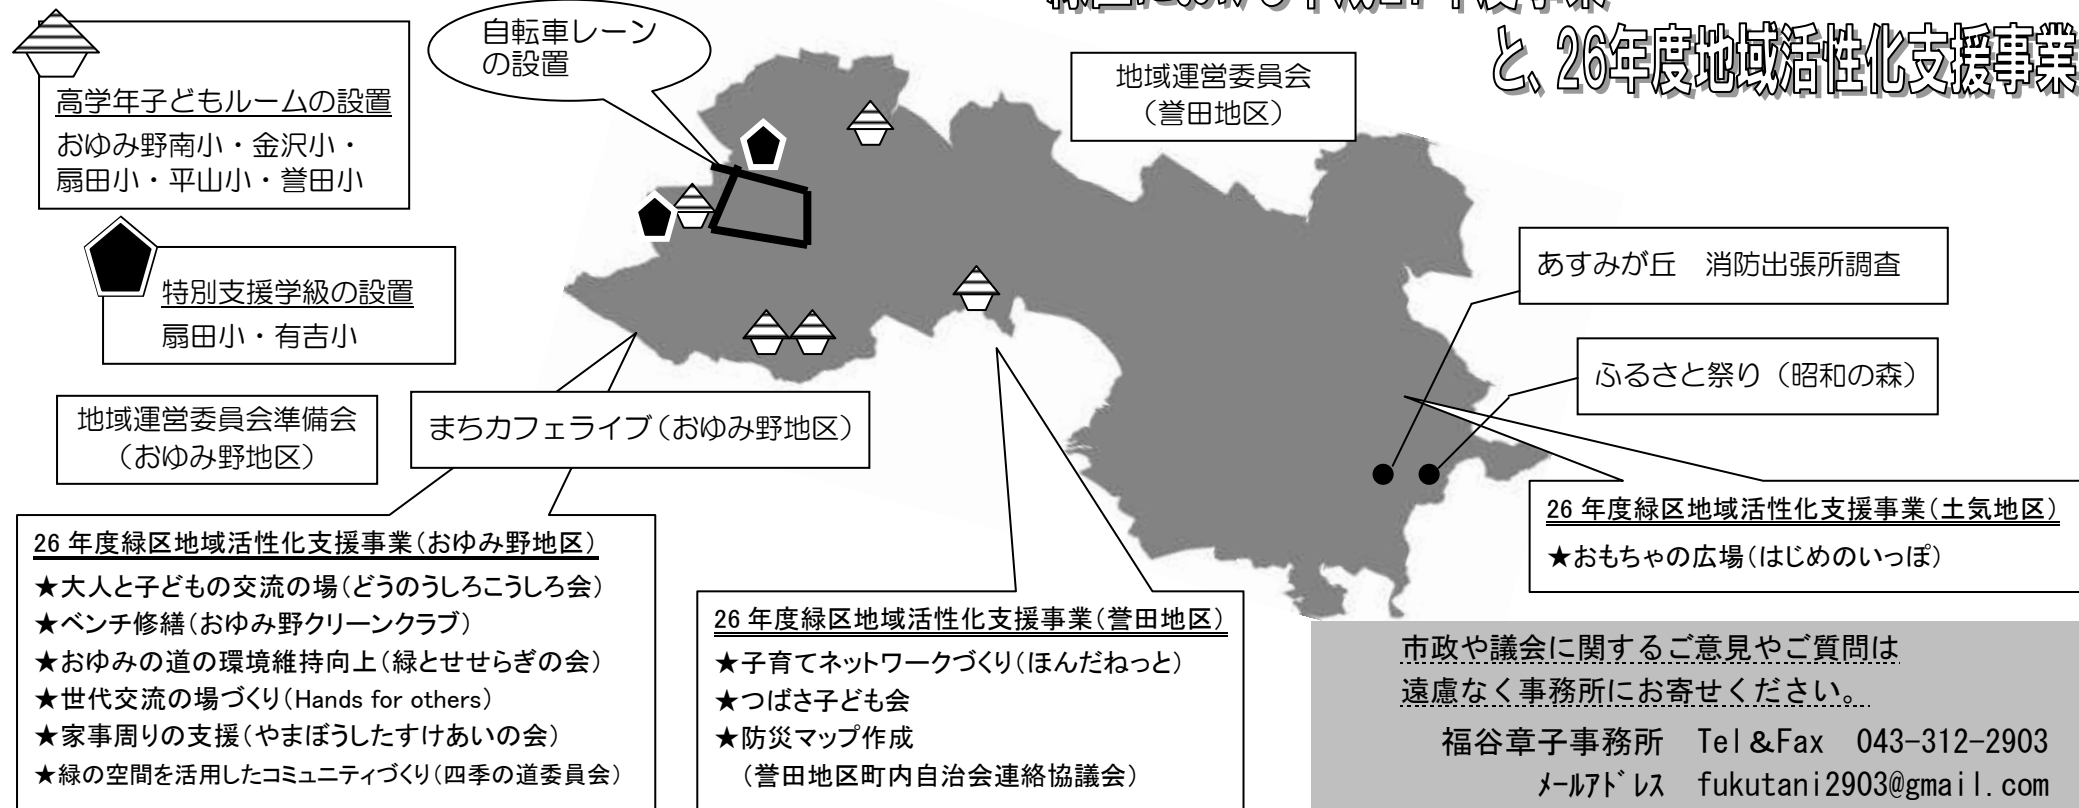 と、26年度地域活性化支援事業
高学年子どもルームの設置
おゆみ野南小・金沢小・
扇田小・平山小・誉田小
特別支援学級の設置
扇田小・有吉小
自転車レーン
の設置
地域運営委員会
（誉田地区）
あすみが丘　消防出張所調査
ふるさと祭り（昭和の森）
地域運営委員会準備会
（おゆみ野地区）
まちカフェライブ（おゆみ野地区）
26年度緑区地域活性化支援事業（おゆみ野地区）
★大人と子どもの交流の場（どうのうしろこうしろ会）
★ベンチ修繕（おゆみ野クリーンクラブ）
★おゆみの道の環境維持向上（緑とせせらぎの会）
★世代交流の場づくり（Hands for others）
★家事周りの支援（やまぼうしたすけあいの会）
★緑の空間を活用したコミュニティづくり（四季の道委員会）
26年度緑区地域活性化支援事業（誉田地区）
★子育てネットワークづくり（ほんだねっと）
★つばさ子ども会
★防災マップ作成
（誉田地区町内自治会連絡協議会）
26年度緑区地域活性化支援事業（土気地区）
★おもちゃの広場（はじめのいっぽ）
市政や議会に関するご意見やご質問は
遠慮なく事務所にお寄せください。
福谷章子事務所　Tel＆Fax　043-312-2903
ﾒｰﾙｱﾄﾞﾚｽ　fukutani2903@gmail.com